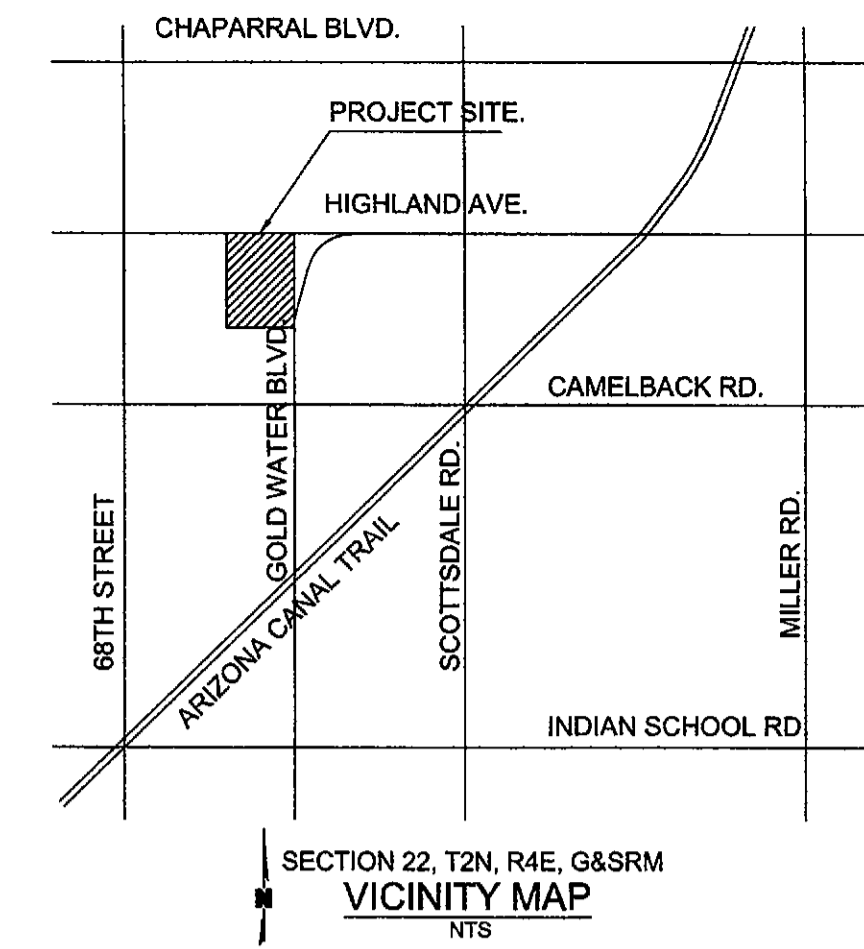 CHAPARRAL BLVD.
PROJECT SITE.
HIGHLAND AVE.
GOLD WATER BLVD.
CAMELBACK RD.
68TH STREET
ARIZONA CANAL TRAIL
SCOTTSDALE RD.
MILLER RD.
INDIAN SCHOOL RD
N
SECTION 22, T2N, R4E, G&SRM
VICINITY MAP
NTS